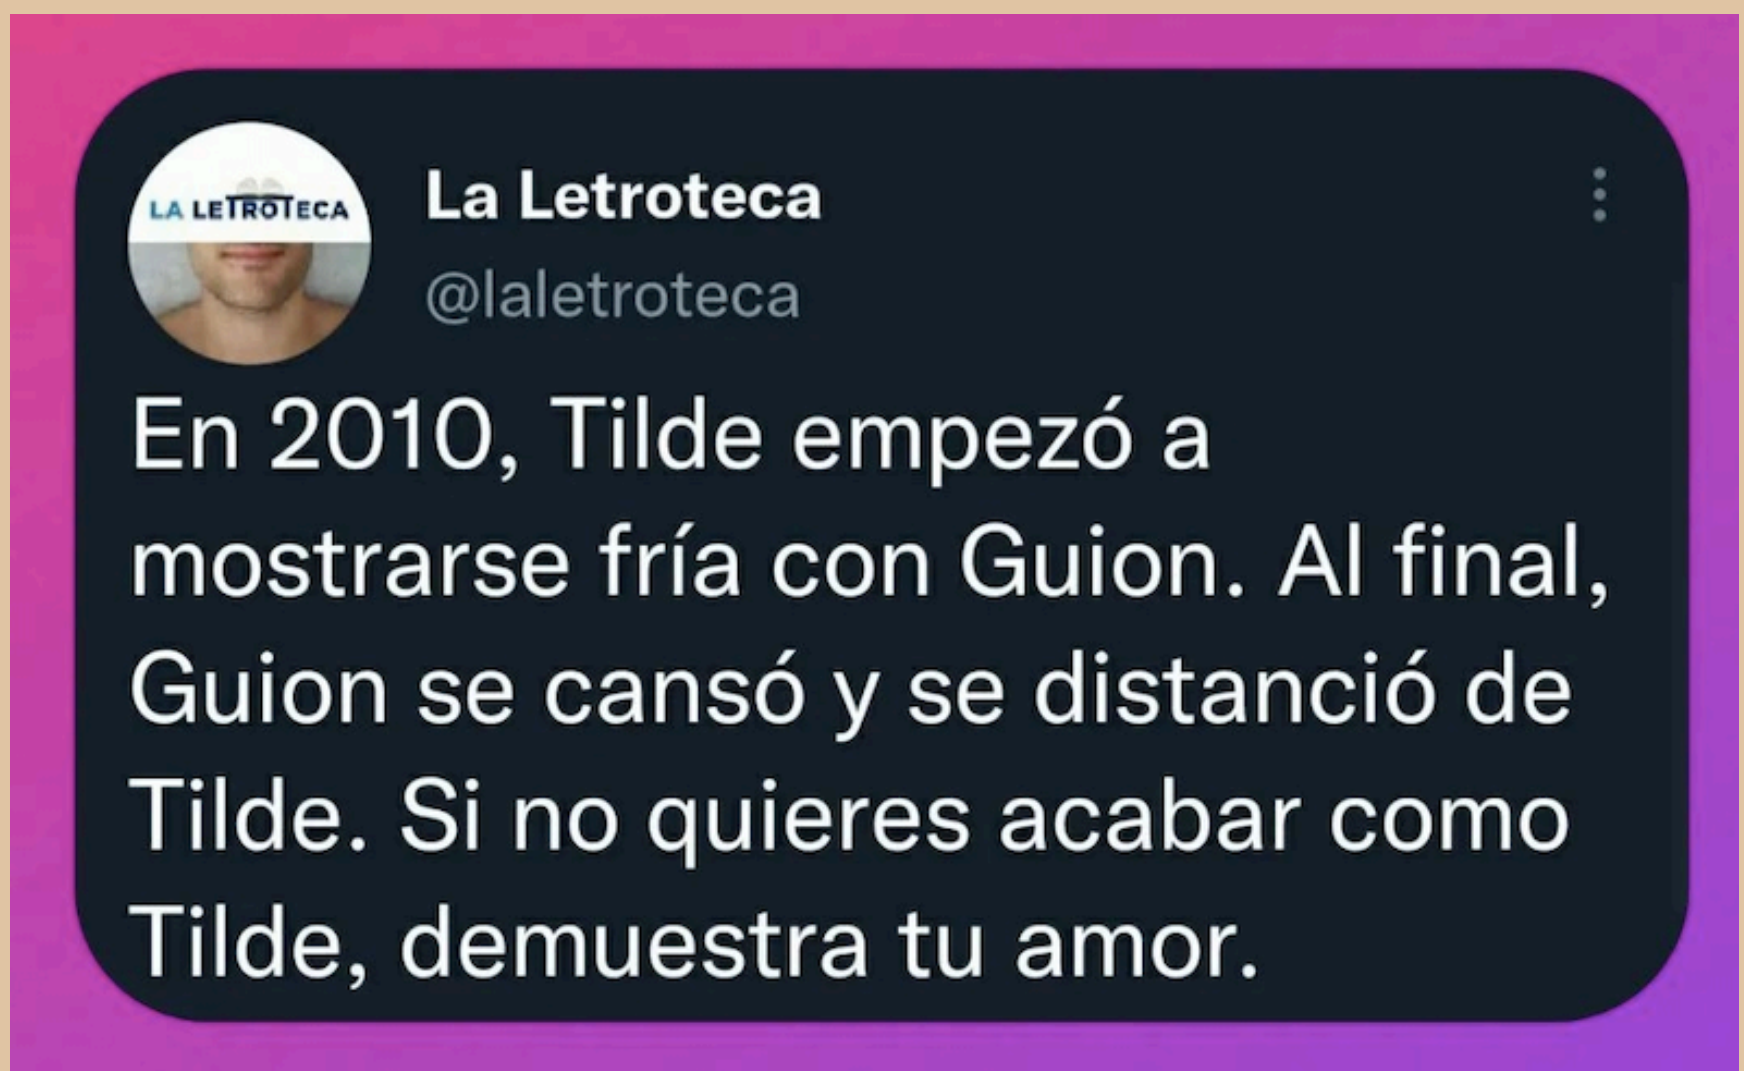 LA LETROTECA
La Letroteca
@laletroteca
En 2010, Tilde empezó a
mostrarse fría con Guion. Al final,
Guion se cansó y se distanció de
Tilde. Si no quieres acabar como
Tilde, demuestra tu amor.